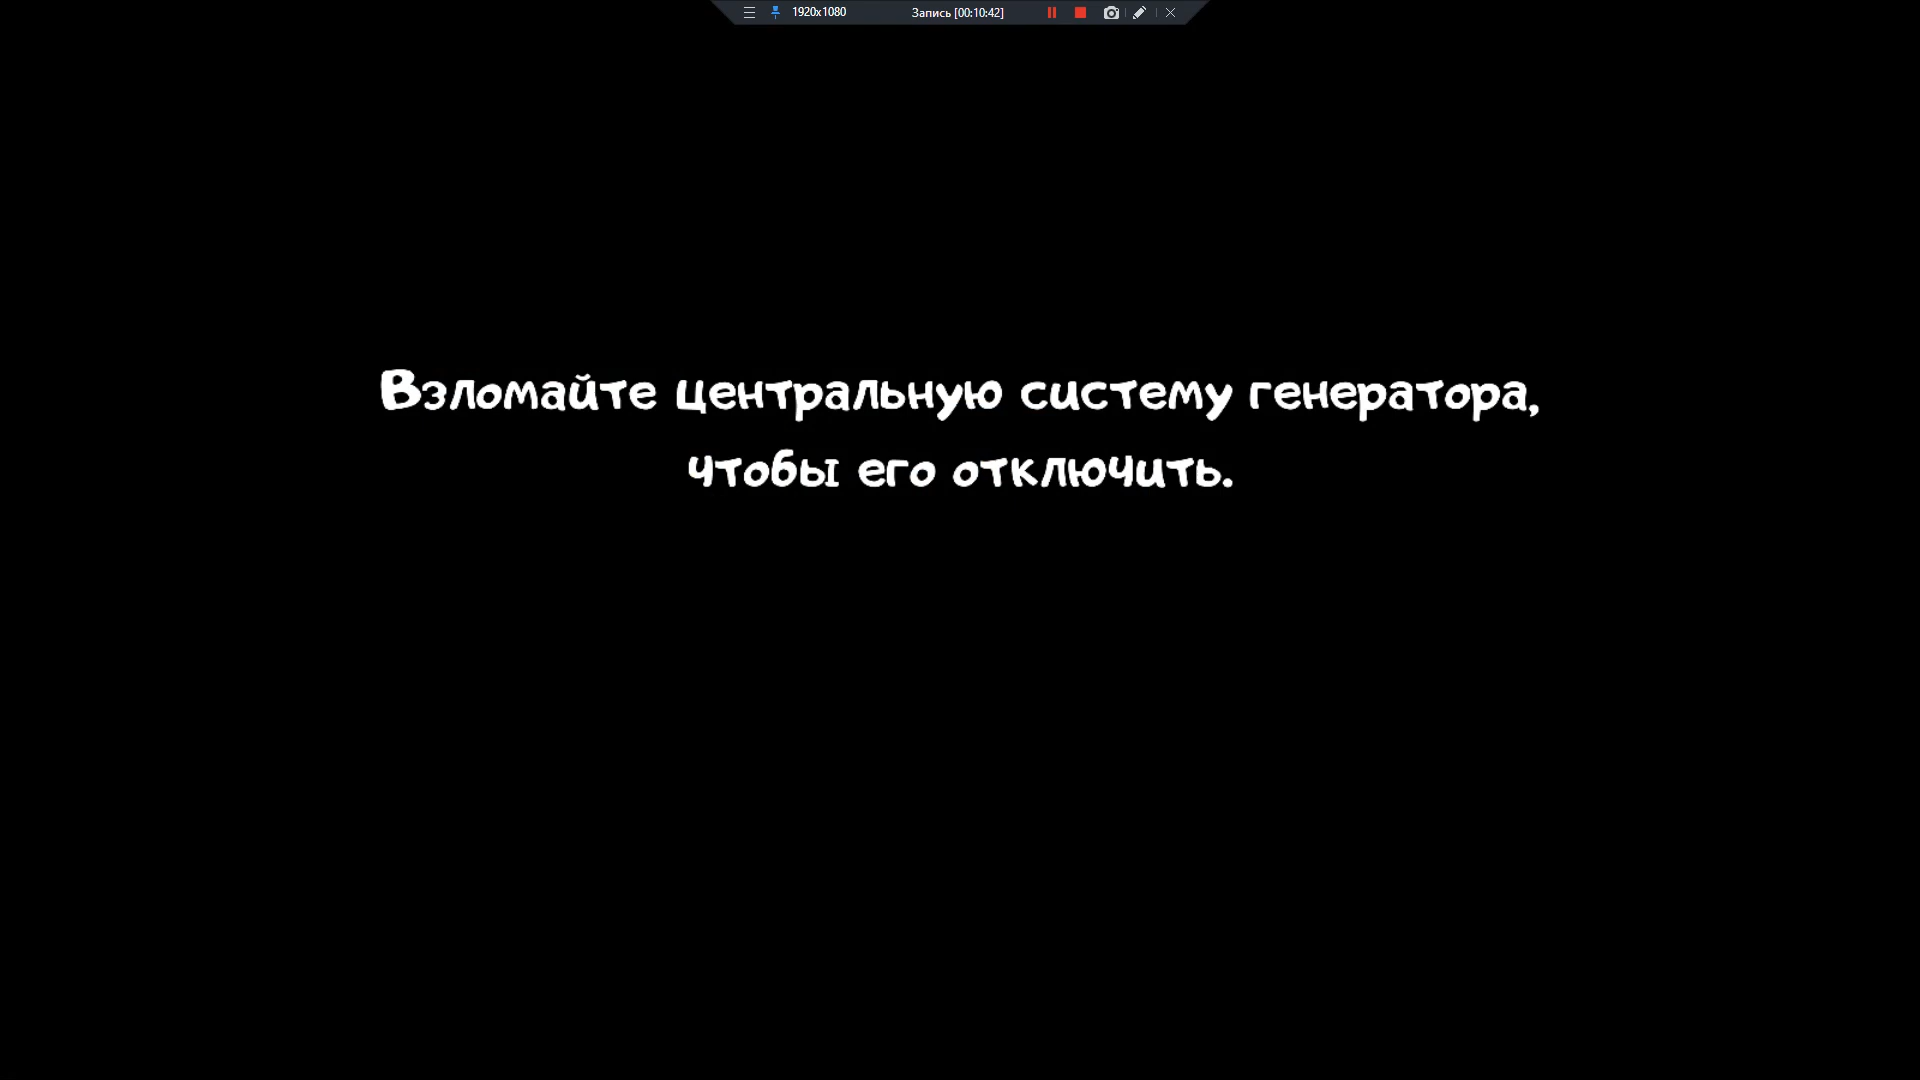 1920x1080 Запись [00:10:42]
Взломайте центральную систему генератора,
чтобы его отключить.